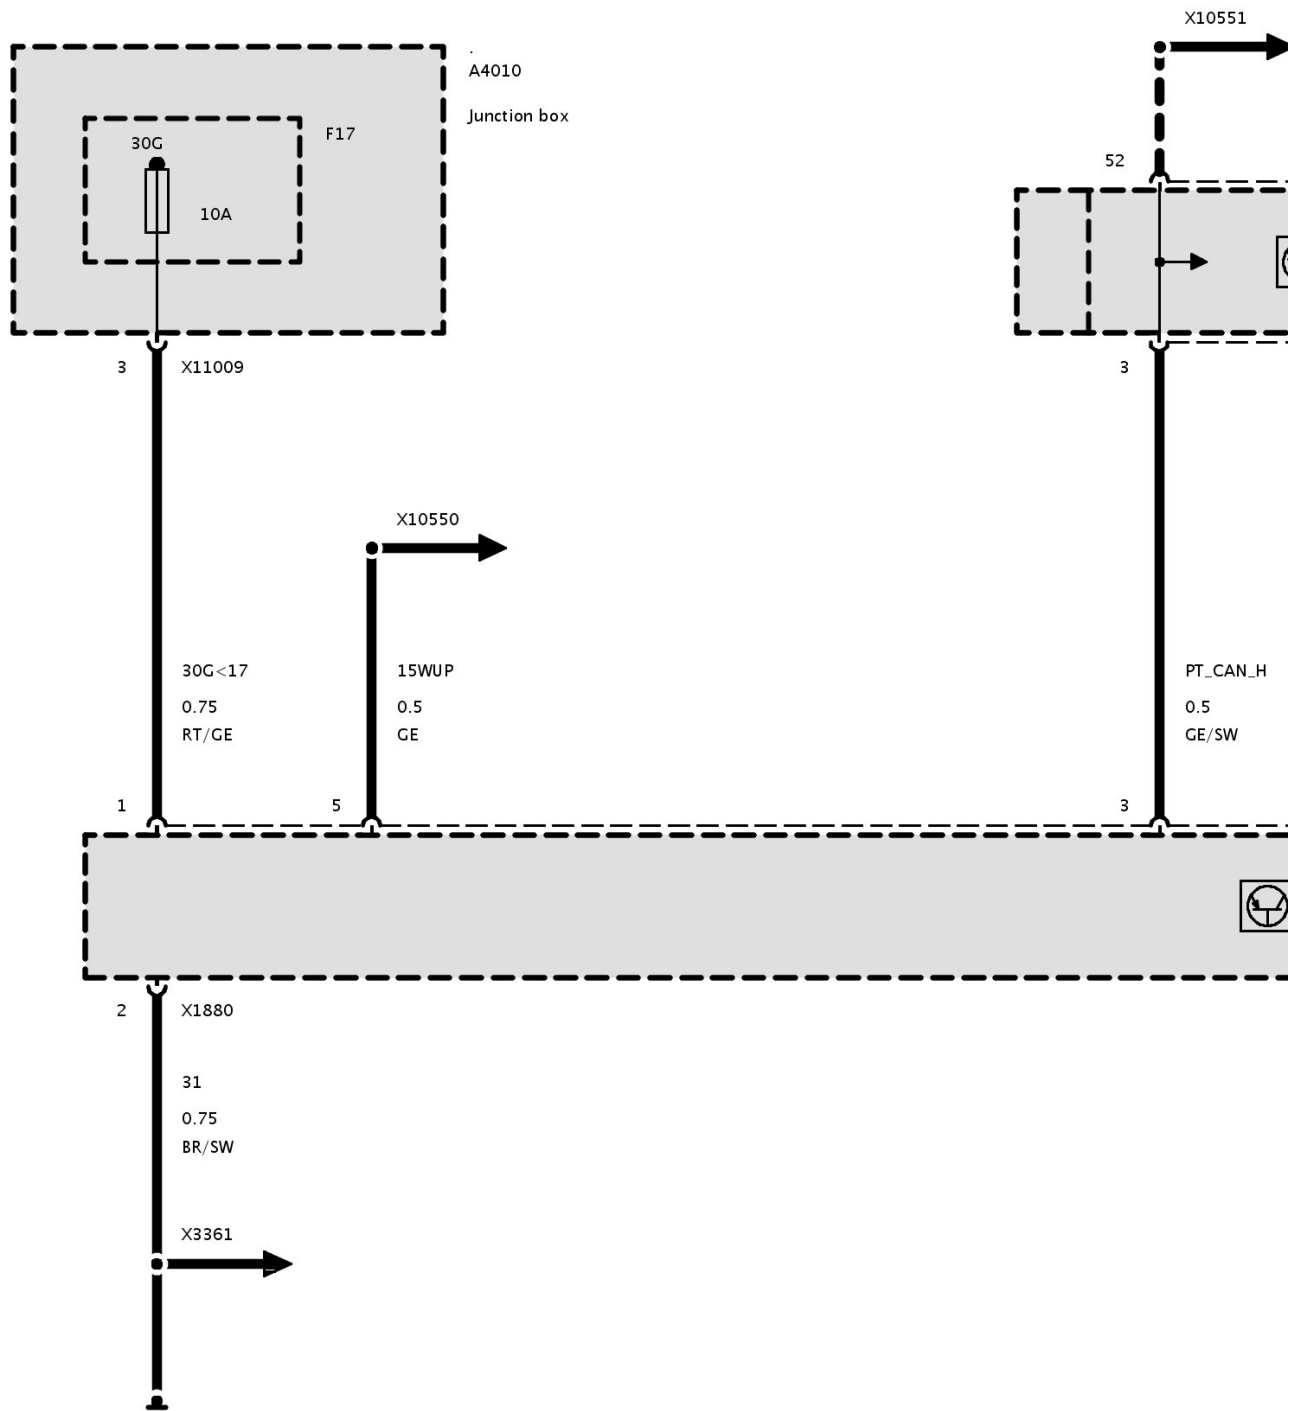 X10551
.
A4010
Junction box
F17
30G
10A
52
3
X11009
3
X10550
30G<17
0.75
RT/GE
15WUP
0.5
GE
PT_CAN_H
0.5
GE/SW
1
5
3
2
X1880
31
0.75
BR/SW
X3361